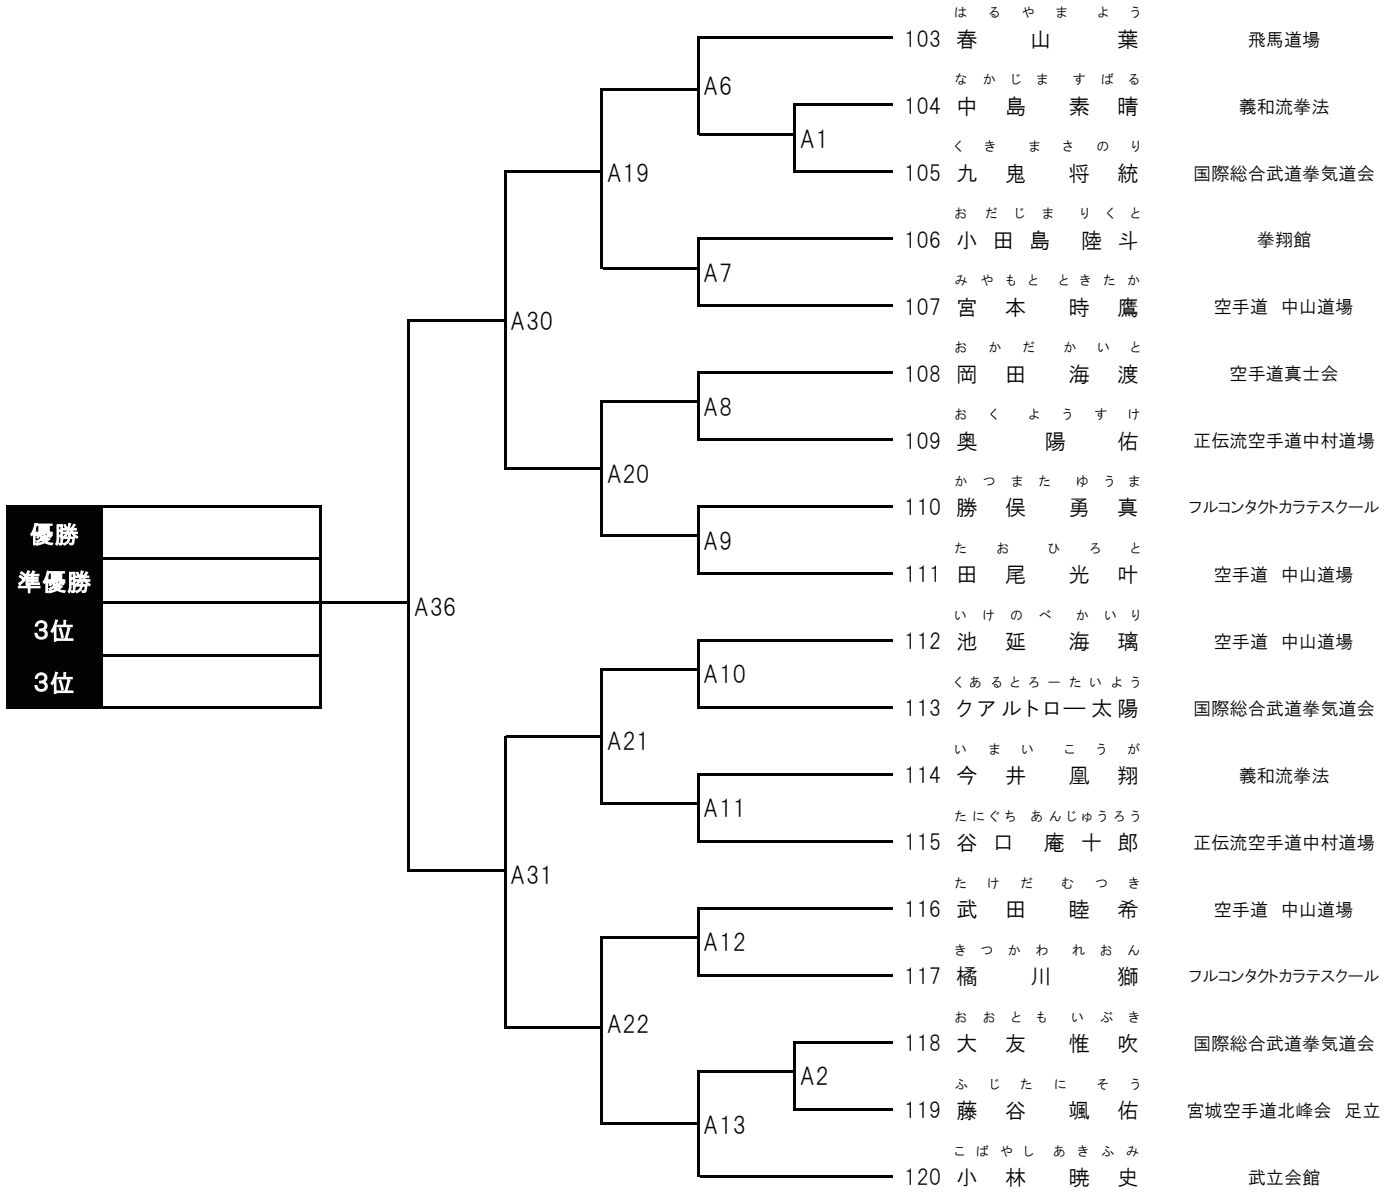 はるやま よう
103 春山 葉 飛馬道場
A6
なかじま すばる
104 中島 素晴 義和流拳法
A1
くき まさのり
105 九鬼 将統 国際総合武道拳気道会
A19
おだじま りくと
106 小田島 陸斗 拳翔館
A7
みやもと ときたか
107 宮本 時鷹 空手道 中山道場
A30
おかだ かいと
108 岡田 海渡 空手道真士会
A8
おく ようすけ
109 奥 陽佑 正伝流空手道中村道場
A20
かつまた ゆうま
110 勝俣 勇真 フルコンタクトカラテスクール
A9
たお ひろと
111 田尾 光叶 空手道 中山道場
優勝
準優勝
3位
3位
A36
いけのべ かいり
112 池延 海璃 空手道 中山道場
A10
くあるとろーたいよう
113 クアルトロー太陽 国際総合武道拳気道会
A21
いまい こうが
114 今井 凰翔 義和流拳法
A11
たにぐち あんじゅうろう
115 谷口 庵十郎 正伝流空手道中村道場
A31
たけだ むつき
116 武田 睦希 空手道 中山道場
A12
きつかわ れおん
117 橘川 獅 フルコンタクトカラテスクール
A22
おおとも いぶき
118 大友 惟吹 国際総合武道拳気道会
A2
ふじたに そう
119 藤谷 颯佑 宮城空手道北峰会 足立
A13
こばやし あきふみ
120 小林 暁史 武立会館